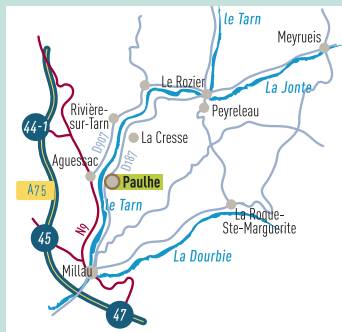 le Tarn
Meyrueis
Le Rozier
La Jonte
44-1
Rivière-
sur-Tarn
Peyreleau
D907
La Cresse
D187
Aguessac
A75
Paulhe
le Tarn
N9
La Roque-
Ste-Marguerite
45
La Dourbie
Millau
47